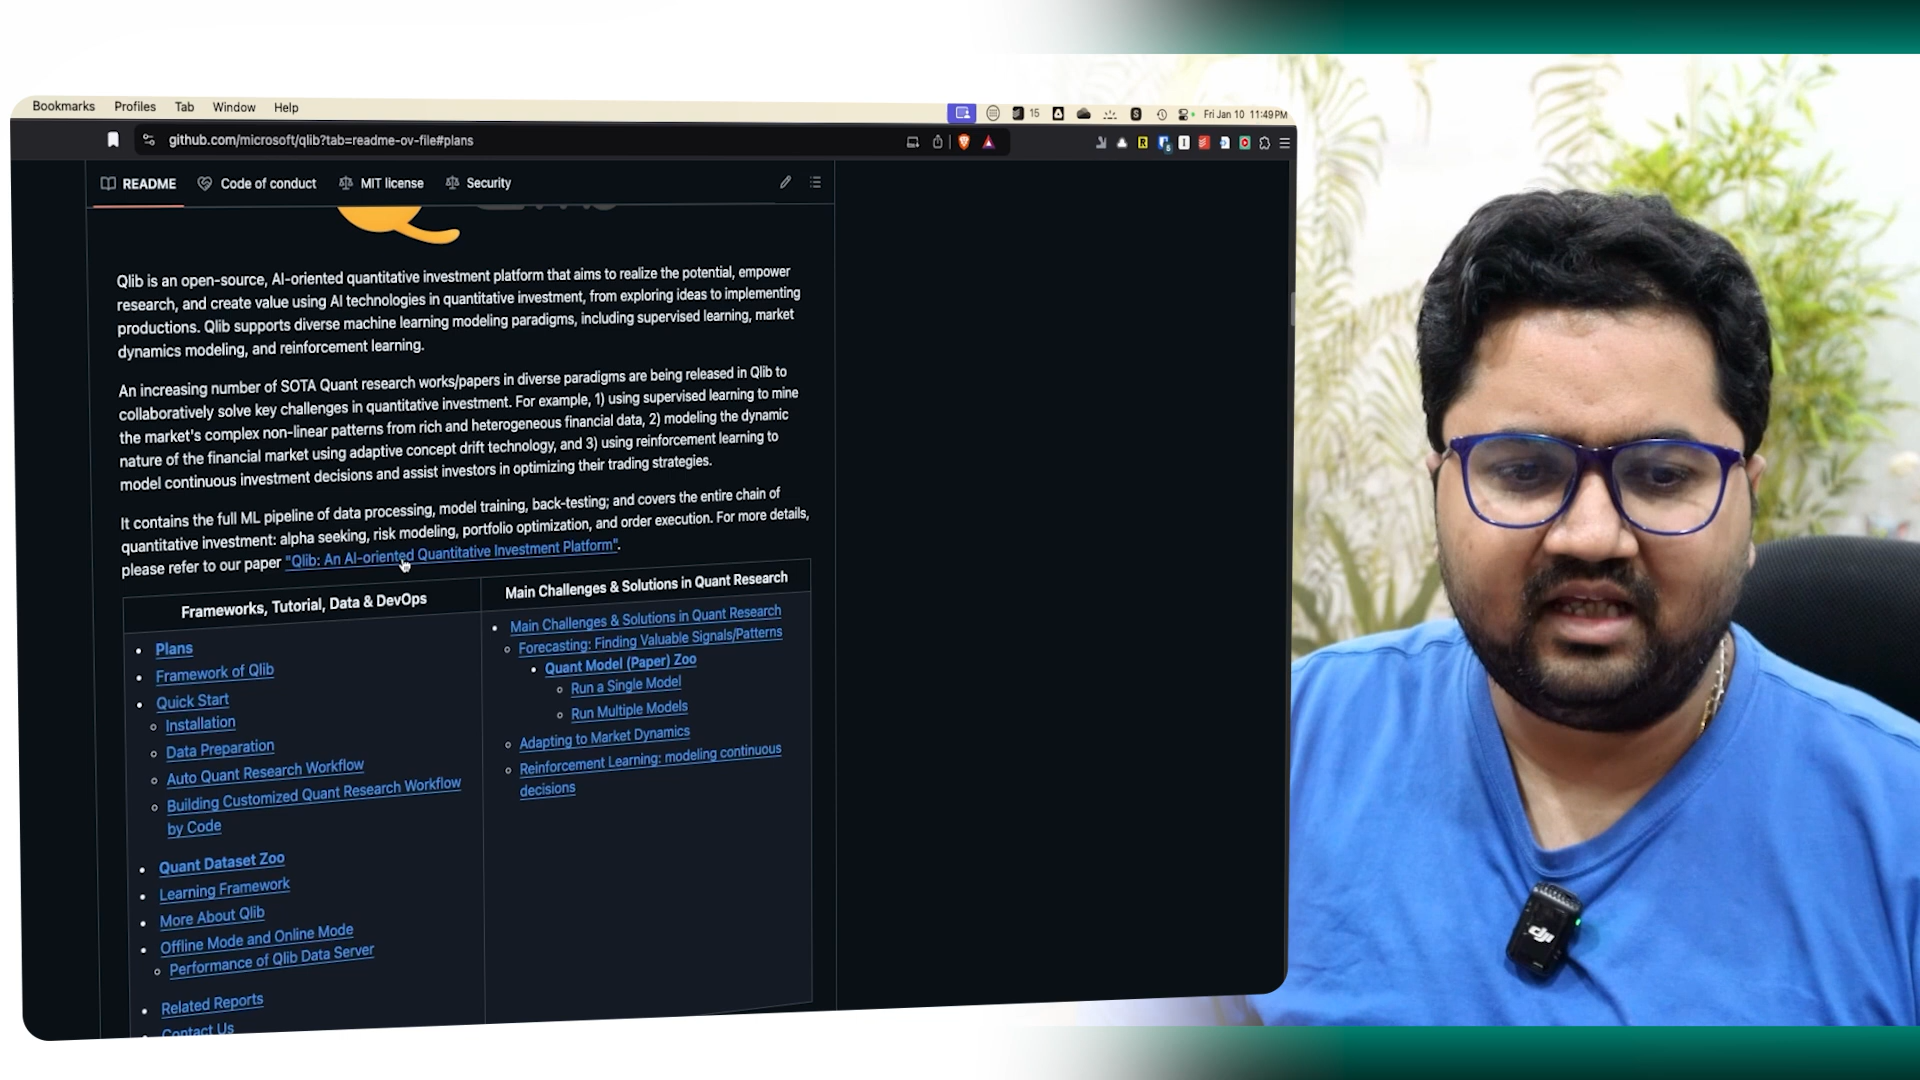 Bookmarks Profiles Tab Window Help
15 Fri Jan 10 11:49 PM
github.com/microsoft/qlib?tab=readme-ov-file#plans
README Code of conduct MIT license Security
Qlib is an open-source, AI-oriented quantitative investment platform that aims to realize the potential, empower
research, and create value using AI technologies in quantitative investment, from exploring ideas to implementing
productions. Qlib supports diverse machine learning modeling paradigms, including supervised learning, market
dynamics modeling, and reinforcement learning.
An increasing number of SOTA Quant research works/papers in diverse paradigms are being released in Qlib to
collaboratively solve key challenges in quantitative investment. For example, 1) using supervised learning to mine
the market's complex non-linear patterns from rich and heterogeneous financial data, 2) modeling the dynamic
nature of the financial market using adaptive concept drift technology, and 3) using reinforcement learning to
model continuous investment decisions and assist investors in optimizing their trading strategies.
It contains the full ML pipeline of data processing, model training, back-testing; and covers the entire chain of
quantitative investment: alpha seeking, risk modeling, portfolio optimization, and order execution. For more details,
please refer to our paper "Qlib: An AI-oriented Quantitative Investment Platform".
Frameworks, Tutorial, Data & DevOps
Plans
Framework of Qlib
Quick Start
Installation
Data Preparation
Auto Quant Research Workflow
Building Customized Quant Research Workflow
by Code
Quant Dataset Zoo
Learning Framework
More About Qlib
Offline Mode and Online Mode
Performance of Qlib Data Server
Related Reports
Contact Us
Main Challenges & Solutions in Quant Research
Main Challenges & Solutions in Quant Research
Forecasting: Finding Valuable Signals/Patterns
Quant Model (Paper) Zoo
Run a Single Model
Run Multiple Models
Adapting to Market Dynamics
Reinforcement Learning: modeling continuous
decisions
dji